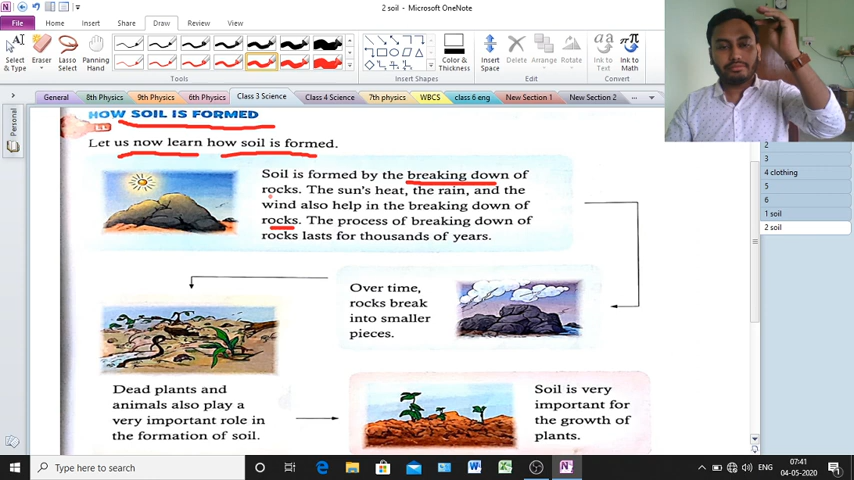 2 soil - Microsoft OneNote
File Home Insert Share Draw Review View
Select & Type
Eraser
Lasso Select
Panning Hand
Color & Thickness
Insert Space
Delete
Arrange
Rotate
Ink to Text
Ink to Math
Tools
Insert Shapes
Convert
Personal
General 8th Physics 9th Physics 6th Physics Class 3 Science Class 4 Science 7th physics WBCS class 6 eng New Section 1 New Section 2
2
3
4 clothing
5
6
1 soil
2 soil
HOW SOIL IS FORMED
Let us now learn how soil is formed.
Soil is formed by the breaking down of
rocks. The sun's heat, the rain, and the
wind also help in the breaking down of
rocks. The process of breaking down of
rocks lasts for thousands of years.
Over time,
rocks break
into smaller
pieces.
Dead plants and
animals also play a
very important role in
the formation of soil.
Soil is very
important for
the growth of
plants.
Type here to search
ENG
07:41
04-05-2020